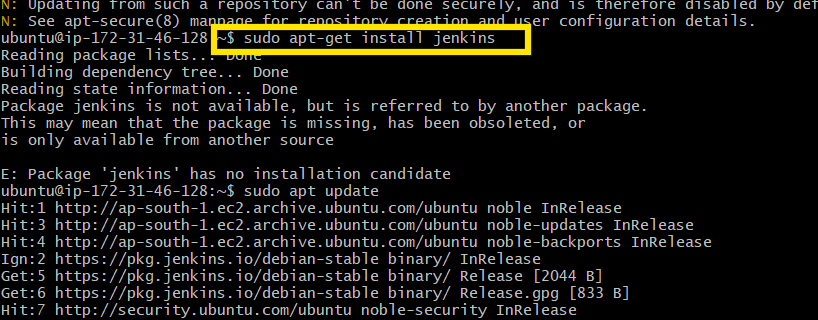 N: Updating from such a repository can't be done securely, and is therefore disabled by def
N: See apt-secure(8) manpage for repository creation and user configuration details.
ubuntu@ip-172-31-46-128:~$ sudo apt-get install jenkins
Reading package lists... Done
Building dependency tree... Done
Reading state information... Done
Package jenkins is not available, but is referred to by another package.
This may mean that the package is missing, has been obsoleted, or
is only available from another source
E: Package 'jenkins' has no installation candidate
ubuntu@ip-172-31-46-128:~$ sudo apt update
Hit:1 http://ap-south-1.ec2.archive.ubuntu.com/ubuntu noble InRelease
Hit:3 http://ap-south-1.ec2.archive.ubuntu.com/ubuntu noble-updates InRelease
Hit:4 http://ap-south-1.ec2.archive.ubuntu.com/ubuntu noble-backports InRelease
Ign:2 https://pkg.jenkins.io/debian-stable binary/ InRelease
Get:5 https://pkg.jenkins.io/debian-stable binary/ Release [2044 B]
Get:6 https://pkg.jenkins.io/debian-stable binary/ Release.gpg [833 B]
Hit:7 http://security.ubuntu.com/ubuntu noble-security InRelease